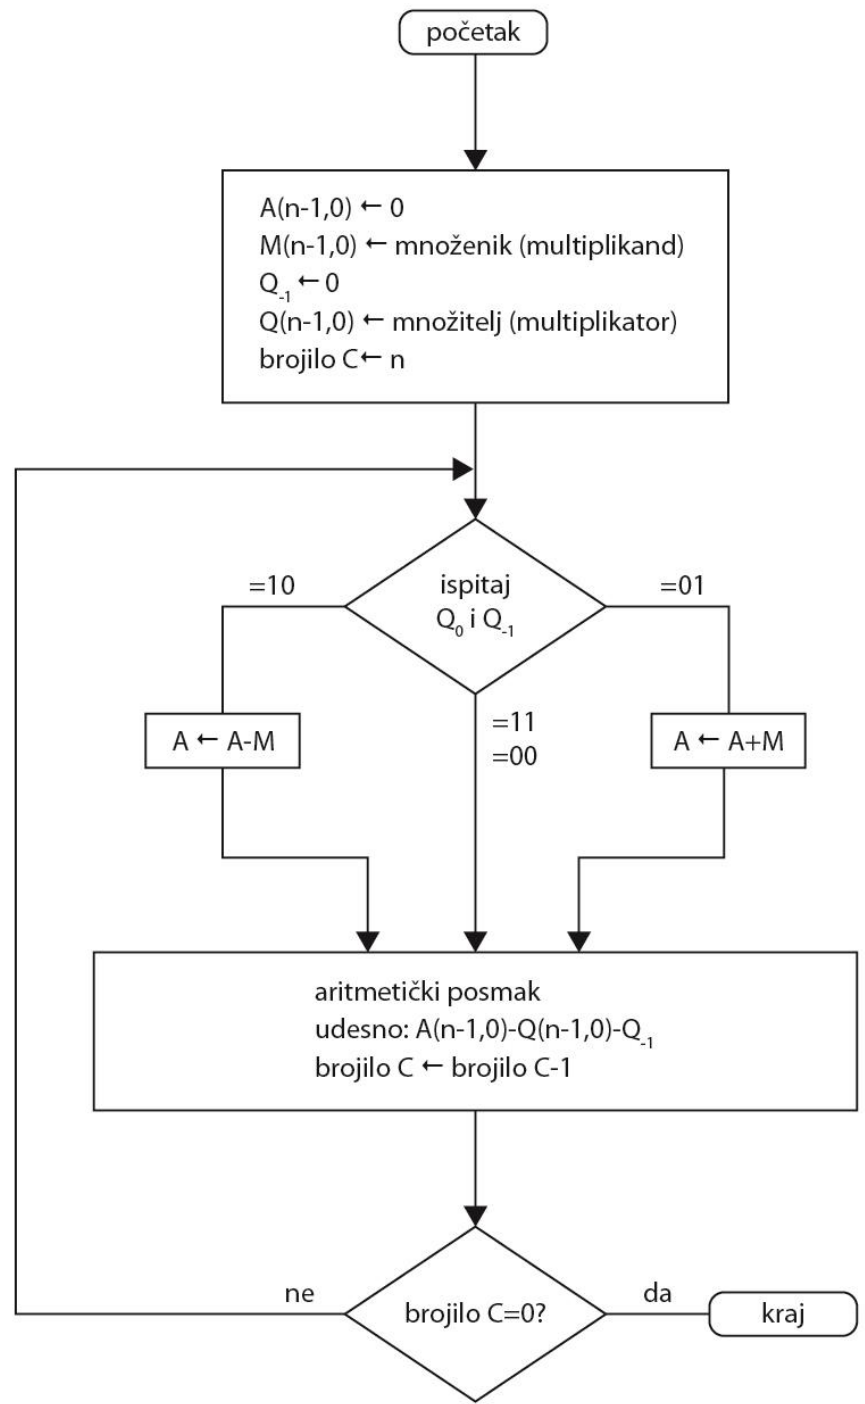 početak
A(n-1,0) ← 0
M(n-1,0) ← množenik (multiplikand)
Q₋₁ ← 0
Q(n-1,0) ← množitelj (multiplikator)
brojilo C← n
=10
ispitaj
Q₀ i Q₋₁
=01
=11
=00
A ← A-M
A ← A+M
aritmetički posmak
udesno: A(n-1,0)-Q(n-1,0)-Q₋₁
brojilo C ← brojilo C-1
ne
brojilo C=0?
da
kraj